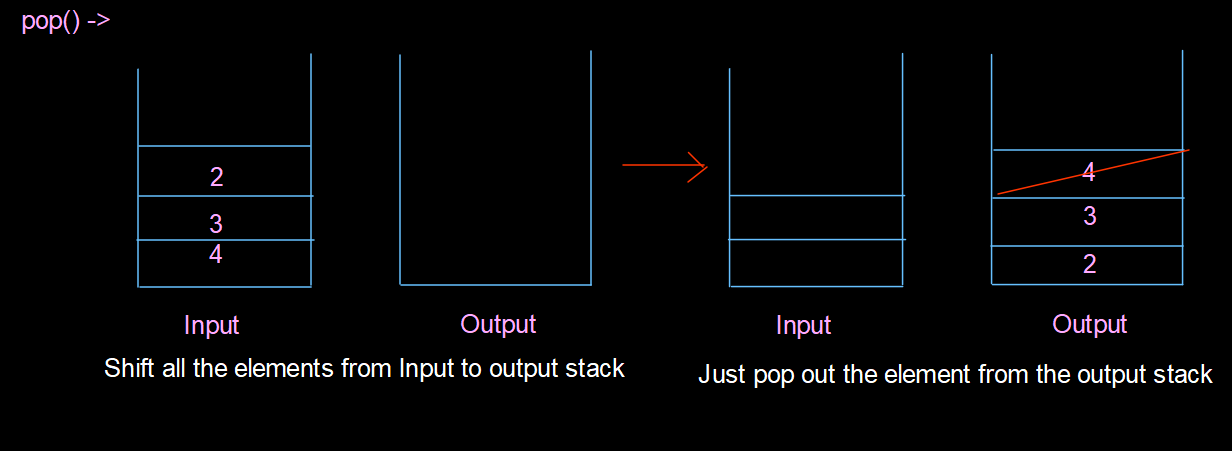 pop() ->
2
3
4
4
3
2
Input
Output
Input
Output
Shift all the elements from Input to output stack
Just pop out the element from the output stack